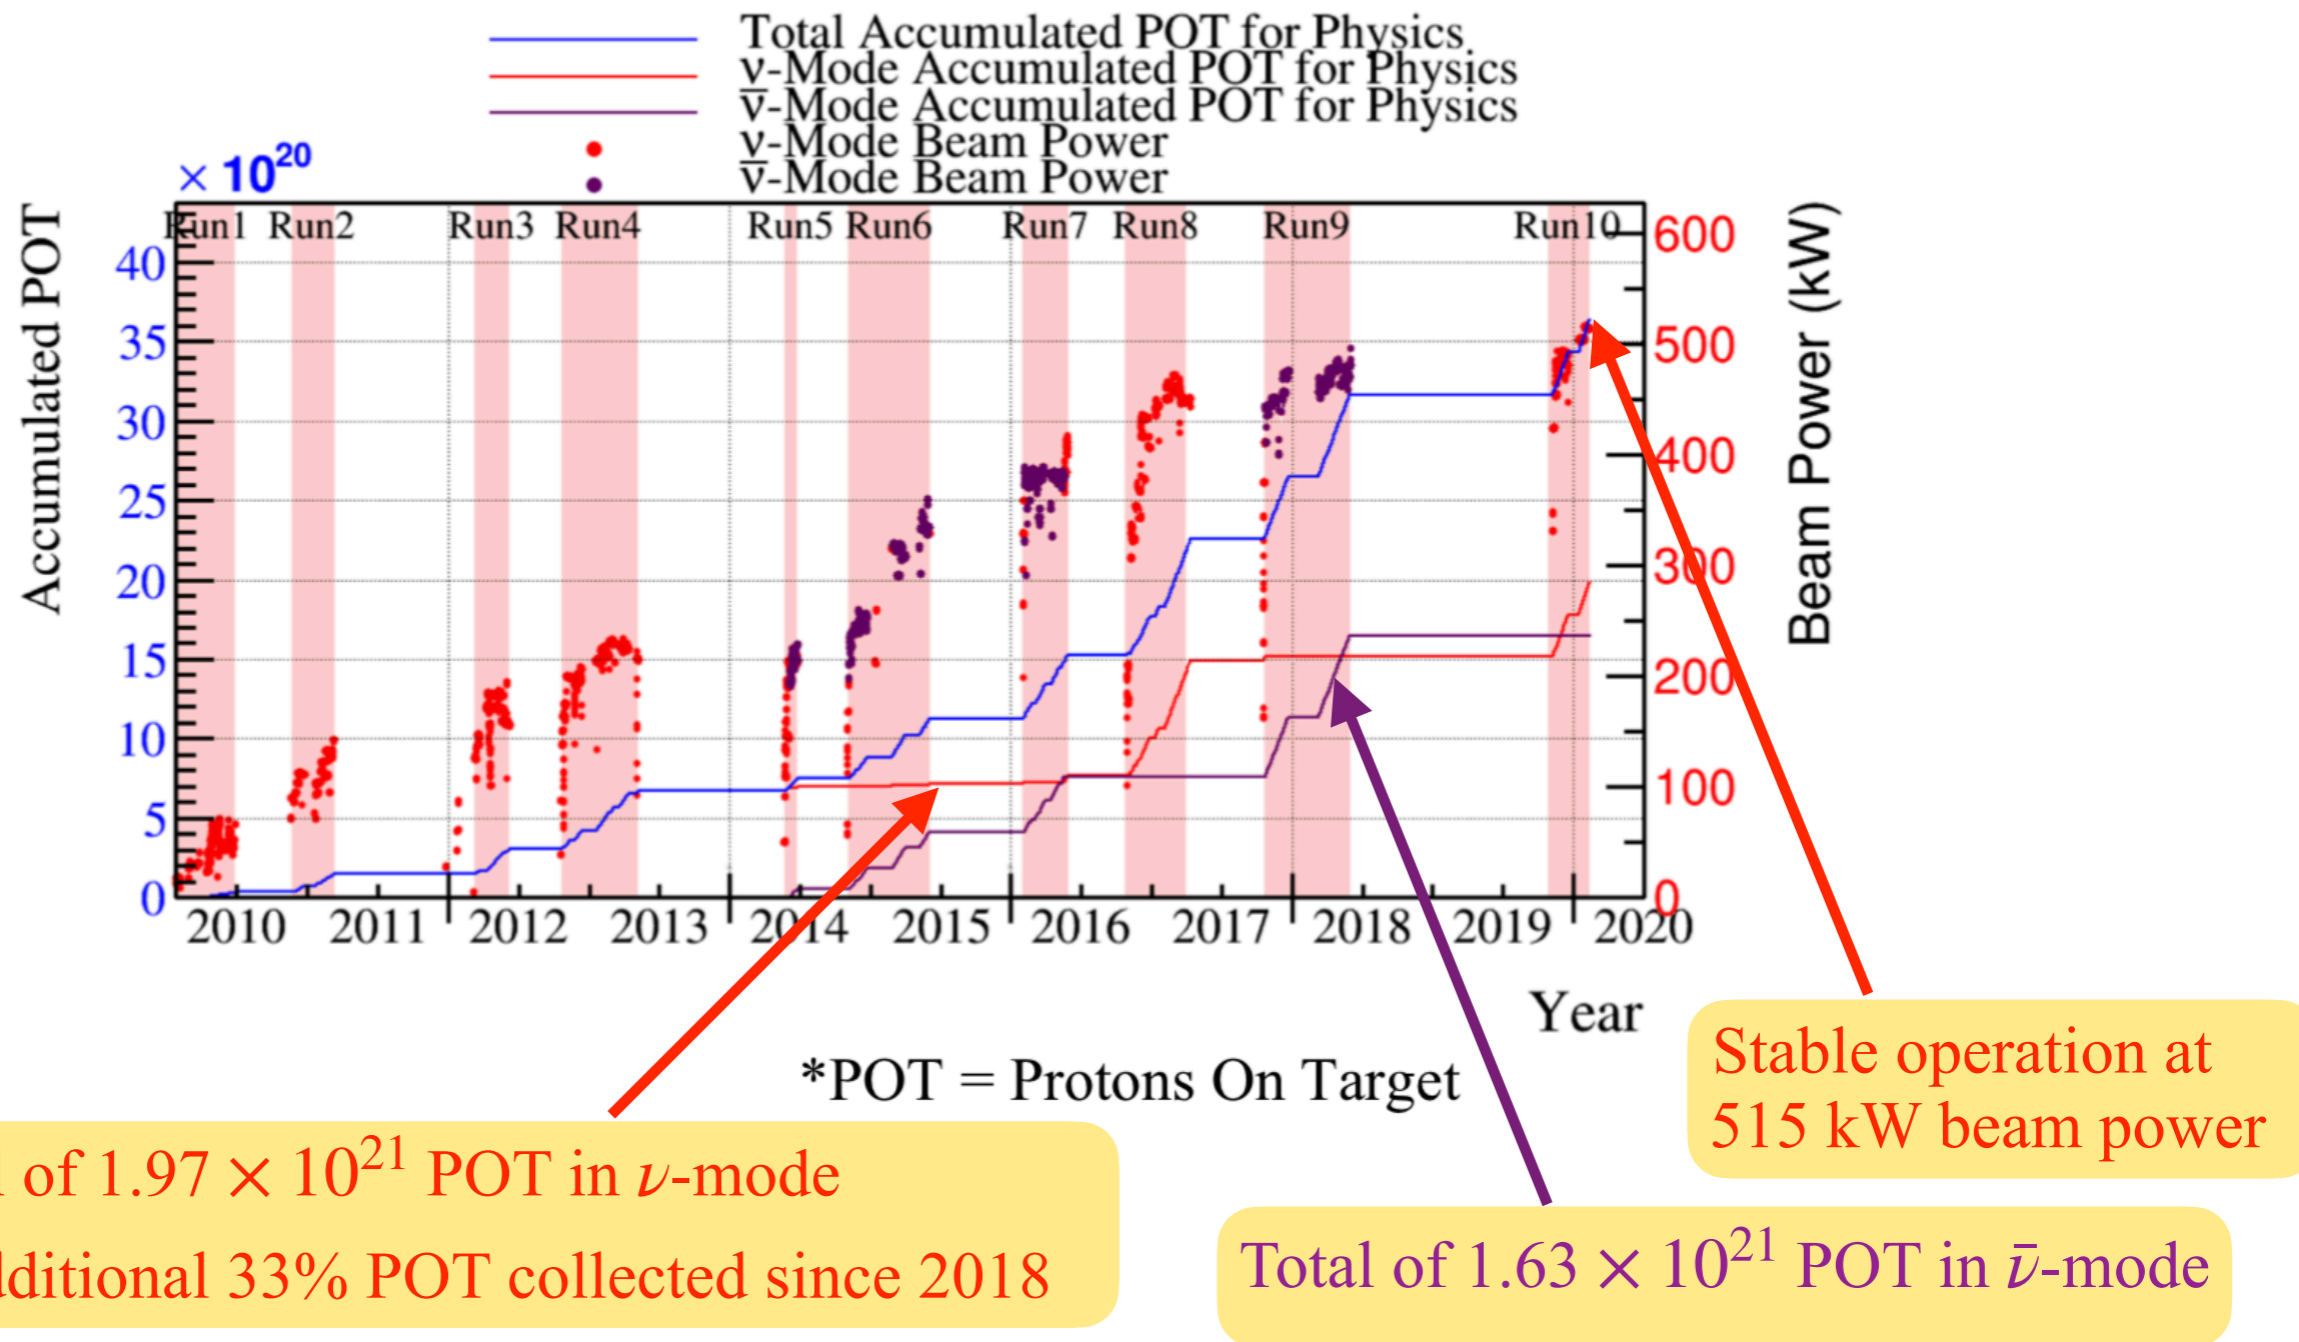 Total Accumulated POT for Physics
ν-Mode Accumulated POT for Physics
ν̄-Mode Accumulated POT for Physics
ν-Mode Beam Power
ν̄-Mode Beam Power
× 10²⁰
Accumulated POT
Run1 Run2 Run3 Run4 Run5 Run6 Run7 Run8 Run9 Run10
40
35
30
25
20
15
10
5
0
600
500
400
300
200
100
0
Beam Power (kW)
2010 2011 2012 2013 2014 2015 2016 2017 2018 2019 2020
Year
*POT = Protons On Target
Stable operation at
515 kW beam power
of 1.97 × 10²¹ POT in ν-mode
33% POT collected since 2018
Total of 1.63 × 10²¹ POT in ν̄-mode